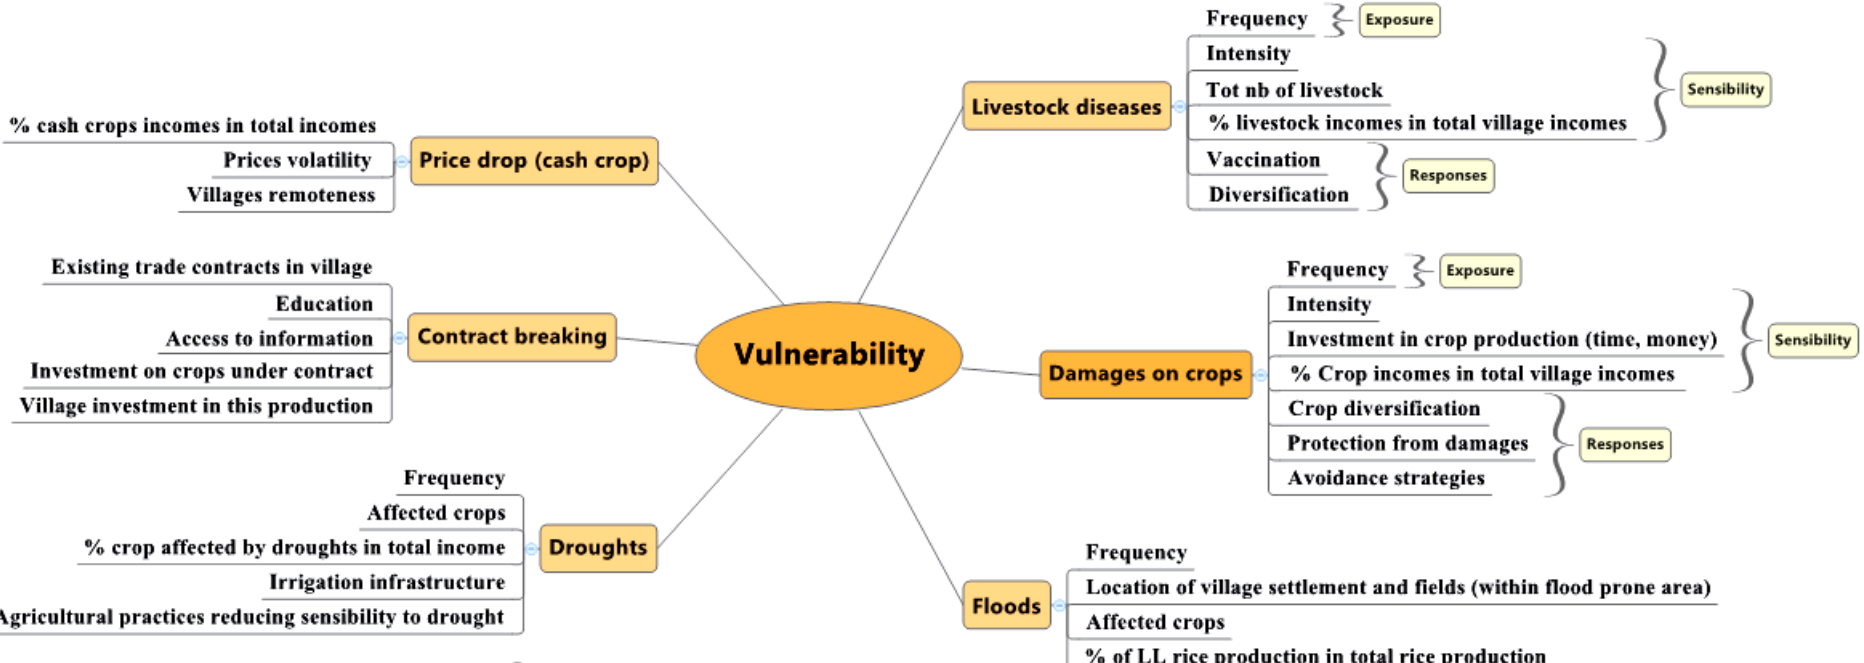 Vulnerability
Livestock diseases
Frequency
Exposure
Intensity
Tot nb of livestock
% livestock incomes in total village incomes
Sensibility
Vaccination
Diversification
Responses
Damages on crops
Frequency
Exposure
Intensity
Investment in crop production (time, money)
% Crop incomes in total village incomes
Sensibility
Crop diversification
Protection from damages
Avoidance strategies
Responses
Floods
Frequency
Location of village settlement and fields (within flood prone area)
Affected crops
% of LL rice production in total rice production
Price drop (cash crop)
% cash crops incomes in total incomes
Prices volatility
Villages remoteness
Contract breaking
Existing trade contracts in village
Education
Access to information
Investment on crops under contract
Village investment in this production
Droughts
Frequency
Affected crops
% crop affected by droughts in total income
Irrigation infrastructure
Agricultural practices reducing sensibility to drought